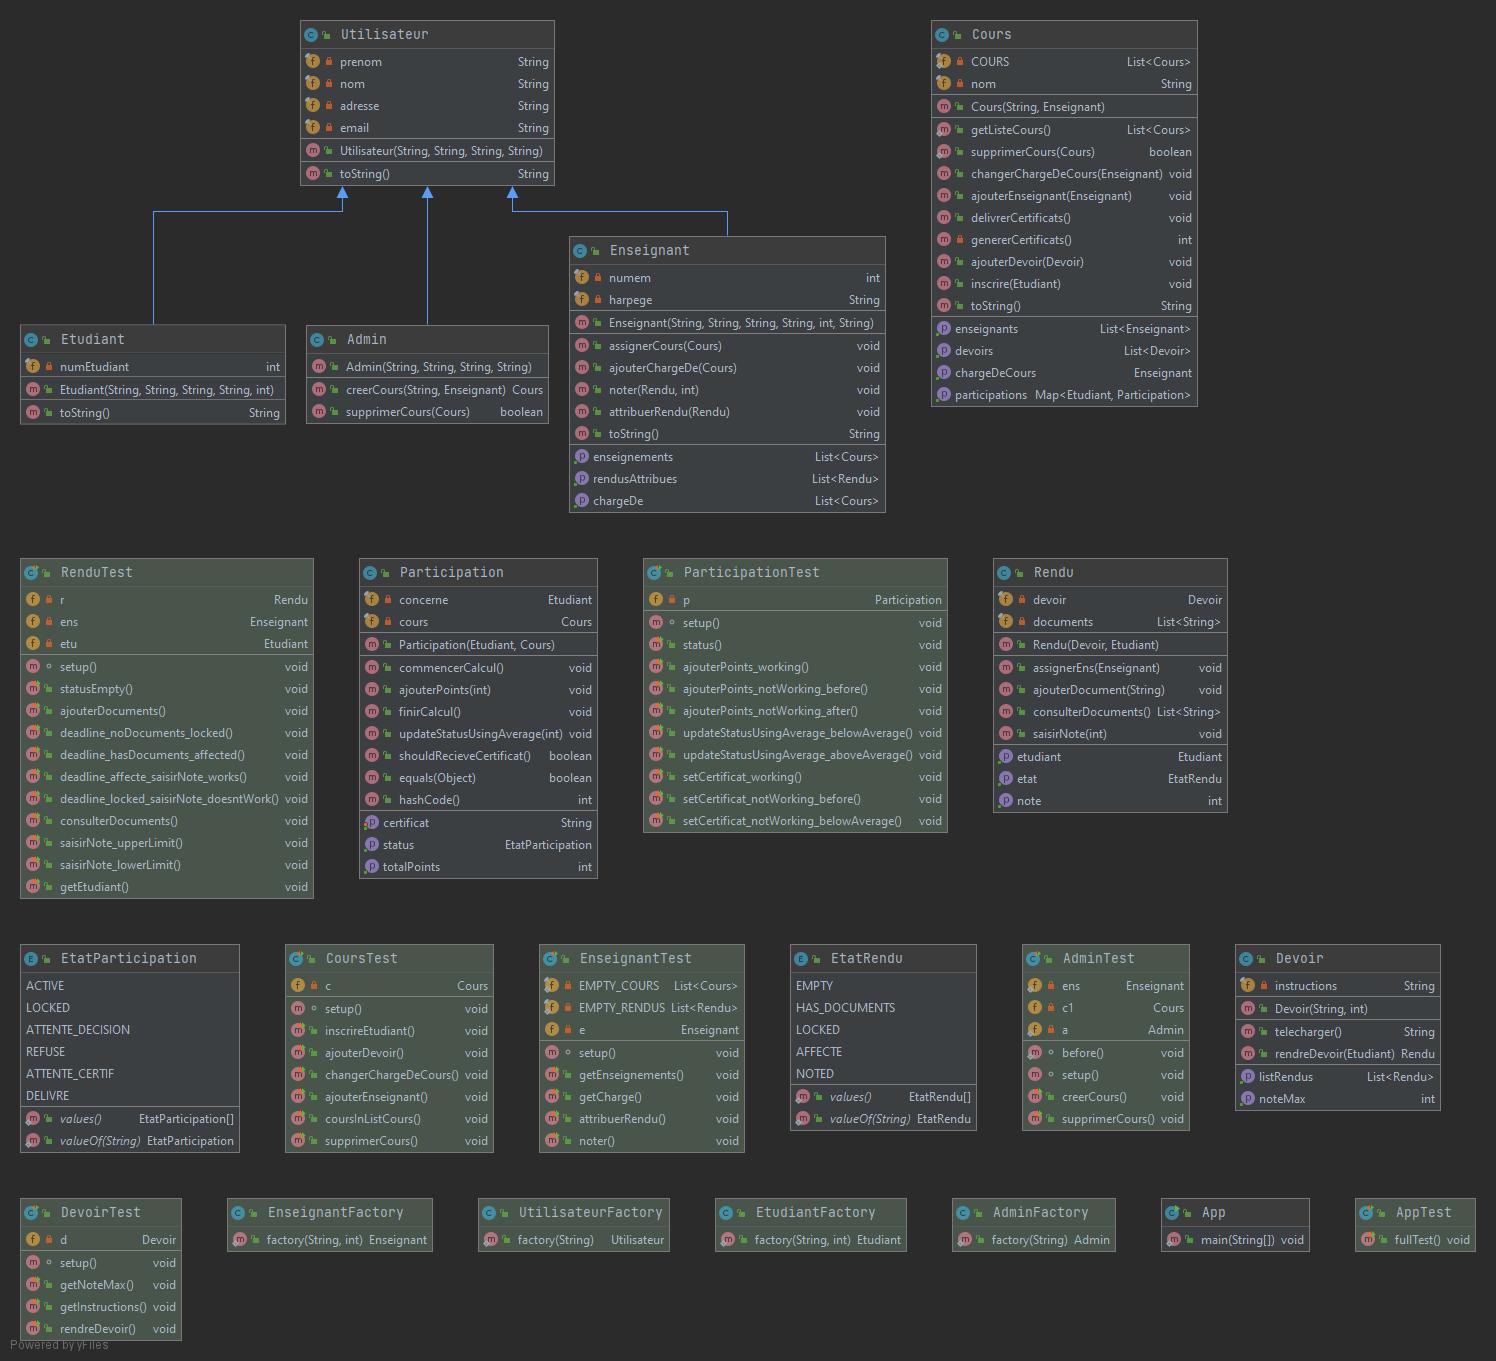 Utilisateur
prenom String
nom String
adresse String
email String
Utilisateur(String, String, String, String)
toString() String
Cours
COURS List<Cours>
nom String
Cours(String, Enseignant)
getListeCours() List<Cours>
supprimerCours(Cours) boolean
changerChargeDeCours(Enseignant) void
ajouterEnseignant(Enseignant) void
delivrerCertificats() void
genererCertificats() int
ajouterDevoir(Devoir) void
inscrire(Etudiant) void
toString() String
enseignants List<Enseignant>
devoirs List<Devoir>
chargeDeCours Enseignant
participations Map<Etudiant, Participation>
Etudiant
numEtudiant int
Etudiant(String, String, String, String, int)
toString() String
Admin
Admin(String, String, String, String)
creerCours(String, Enseignant) Cours
supprimerCours(Cours) boolean
Enseignant
numem int
harpege String
Enseignant(String, String, String, String, int, String)
assignerCours(Cours) void
ajouterChargeDe(Cours) void
noter(Rendu, int) void
attribuerRendu(Rendu) void
toString() String
enseignements List<Cours>
rendusAttribues List<Rendu>
chargeDe List<Cours>
RenduTest
r Rendu
ens Enseignant
etu Etudiant
setup() void
statusEmpty() void
ajouterDocuments() void
deadline_noDocuments_locked() void
deadline_hasDocuments_affected() void
deadline_affecte_saisirNote_works() void
deadline_locked_saisirNote_doesntWork() void
consulterDocuments() void
saisirNote_upperLimit() void
saisirNote_lowerLimit() void
getEtudiant() void
Participation
concerne Etudiant
cours Cours
Participation(Etudiant, Cours)
commencerCalcul() void
ajouterPoints(int) void
finirCalcul() void
updateStatusUsingAverage(int) void
shouldRecieveCertificat() boolean
equals(Object) boolean
hashCode() int
certificat String
status EtatParticipation
totalPoints int
ParticipationTest
p Participation
setup() void
status() void
ajouterPoints_working() void
ajouterPoints_notWorking_before() void
ajouterPoints_notWorking_after() void
updateStatusUsingAverage_belowAverage() void
updateStatusUsingAverage_aboveAverage() void
setCertificat_working() void
setCertificat_notWorking_before() void
setCertificat_notWorking_belowAverage() void
Rendu
devoir Devoir
documents List<String>
Rendu(Devoir, Etudiant)
assignerEns(Enseignant) void
ajouterDocument(String) void
consulterDocuments() List<String>
saisirNote(int) void
etudiant Etudiant
etat EtatRendu
note int
EtatParticipation
ACTIVE
LOCKED
ATTENTE_DECISION
REFUSE
ATTENTE_CERTIF
DELIVRE
values() EtatParticipation[]
valueOf(String) EtatParticipation
CoursTest
c Cours
setup() void
inscrireEtudiant() void
ajouterDevoir() void
changerChargeDeCours() void
ajouterEnseignant() void
coursInListCours() void
supprimerCours() void
EnseignantTest
EMPTY_COURS List<Cours>
EMPTY_RENDUS List<Rendu>
e Enseignant
setup() void
getEnseignements() void
getCharge() void
attribuerRendu() void
noter() void
EtatRendu
EMPTY
HAS_DOCUMENTS
LOCKED
AFFECTE
NOTED
values() EtatRendu[]
valueOf(String) EtatRendu
AdminTest
ens Enseignant
c1 Cours
a Admin
before() void
setup() void
creerCours() void
supprimerCours() void
Devoir
instructions String
Devoir(String, int)
telecharger() String
rendreDevoir(Etudiant) Rendu
listRendus List<Rendu>
noteMax int
DevoirTest
d Devoir
setup() void
getNoteMax() void
getInstructions() void
rendreDevoir() void
EnseignantFactory
factory(String, int) Enseignant
UtilisateurFactory
factory(String) Utilisateur
EtudiantFactory
factory(String, int) Etudiant
AdminFactory
factory(String) Admin
App
main(String[]) void
AppTest
fullTest() void
Powered by yFiles